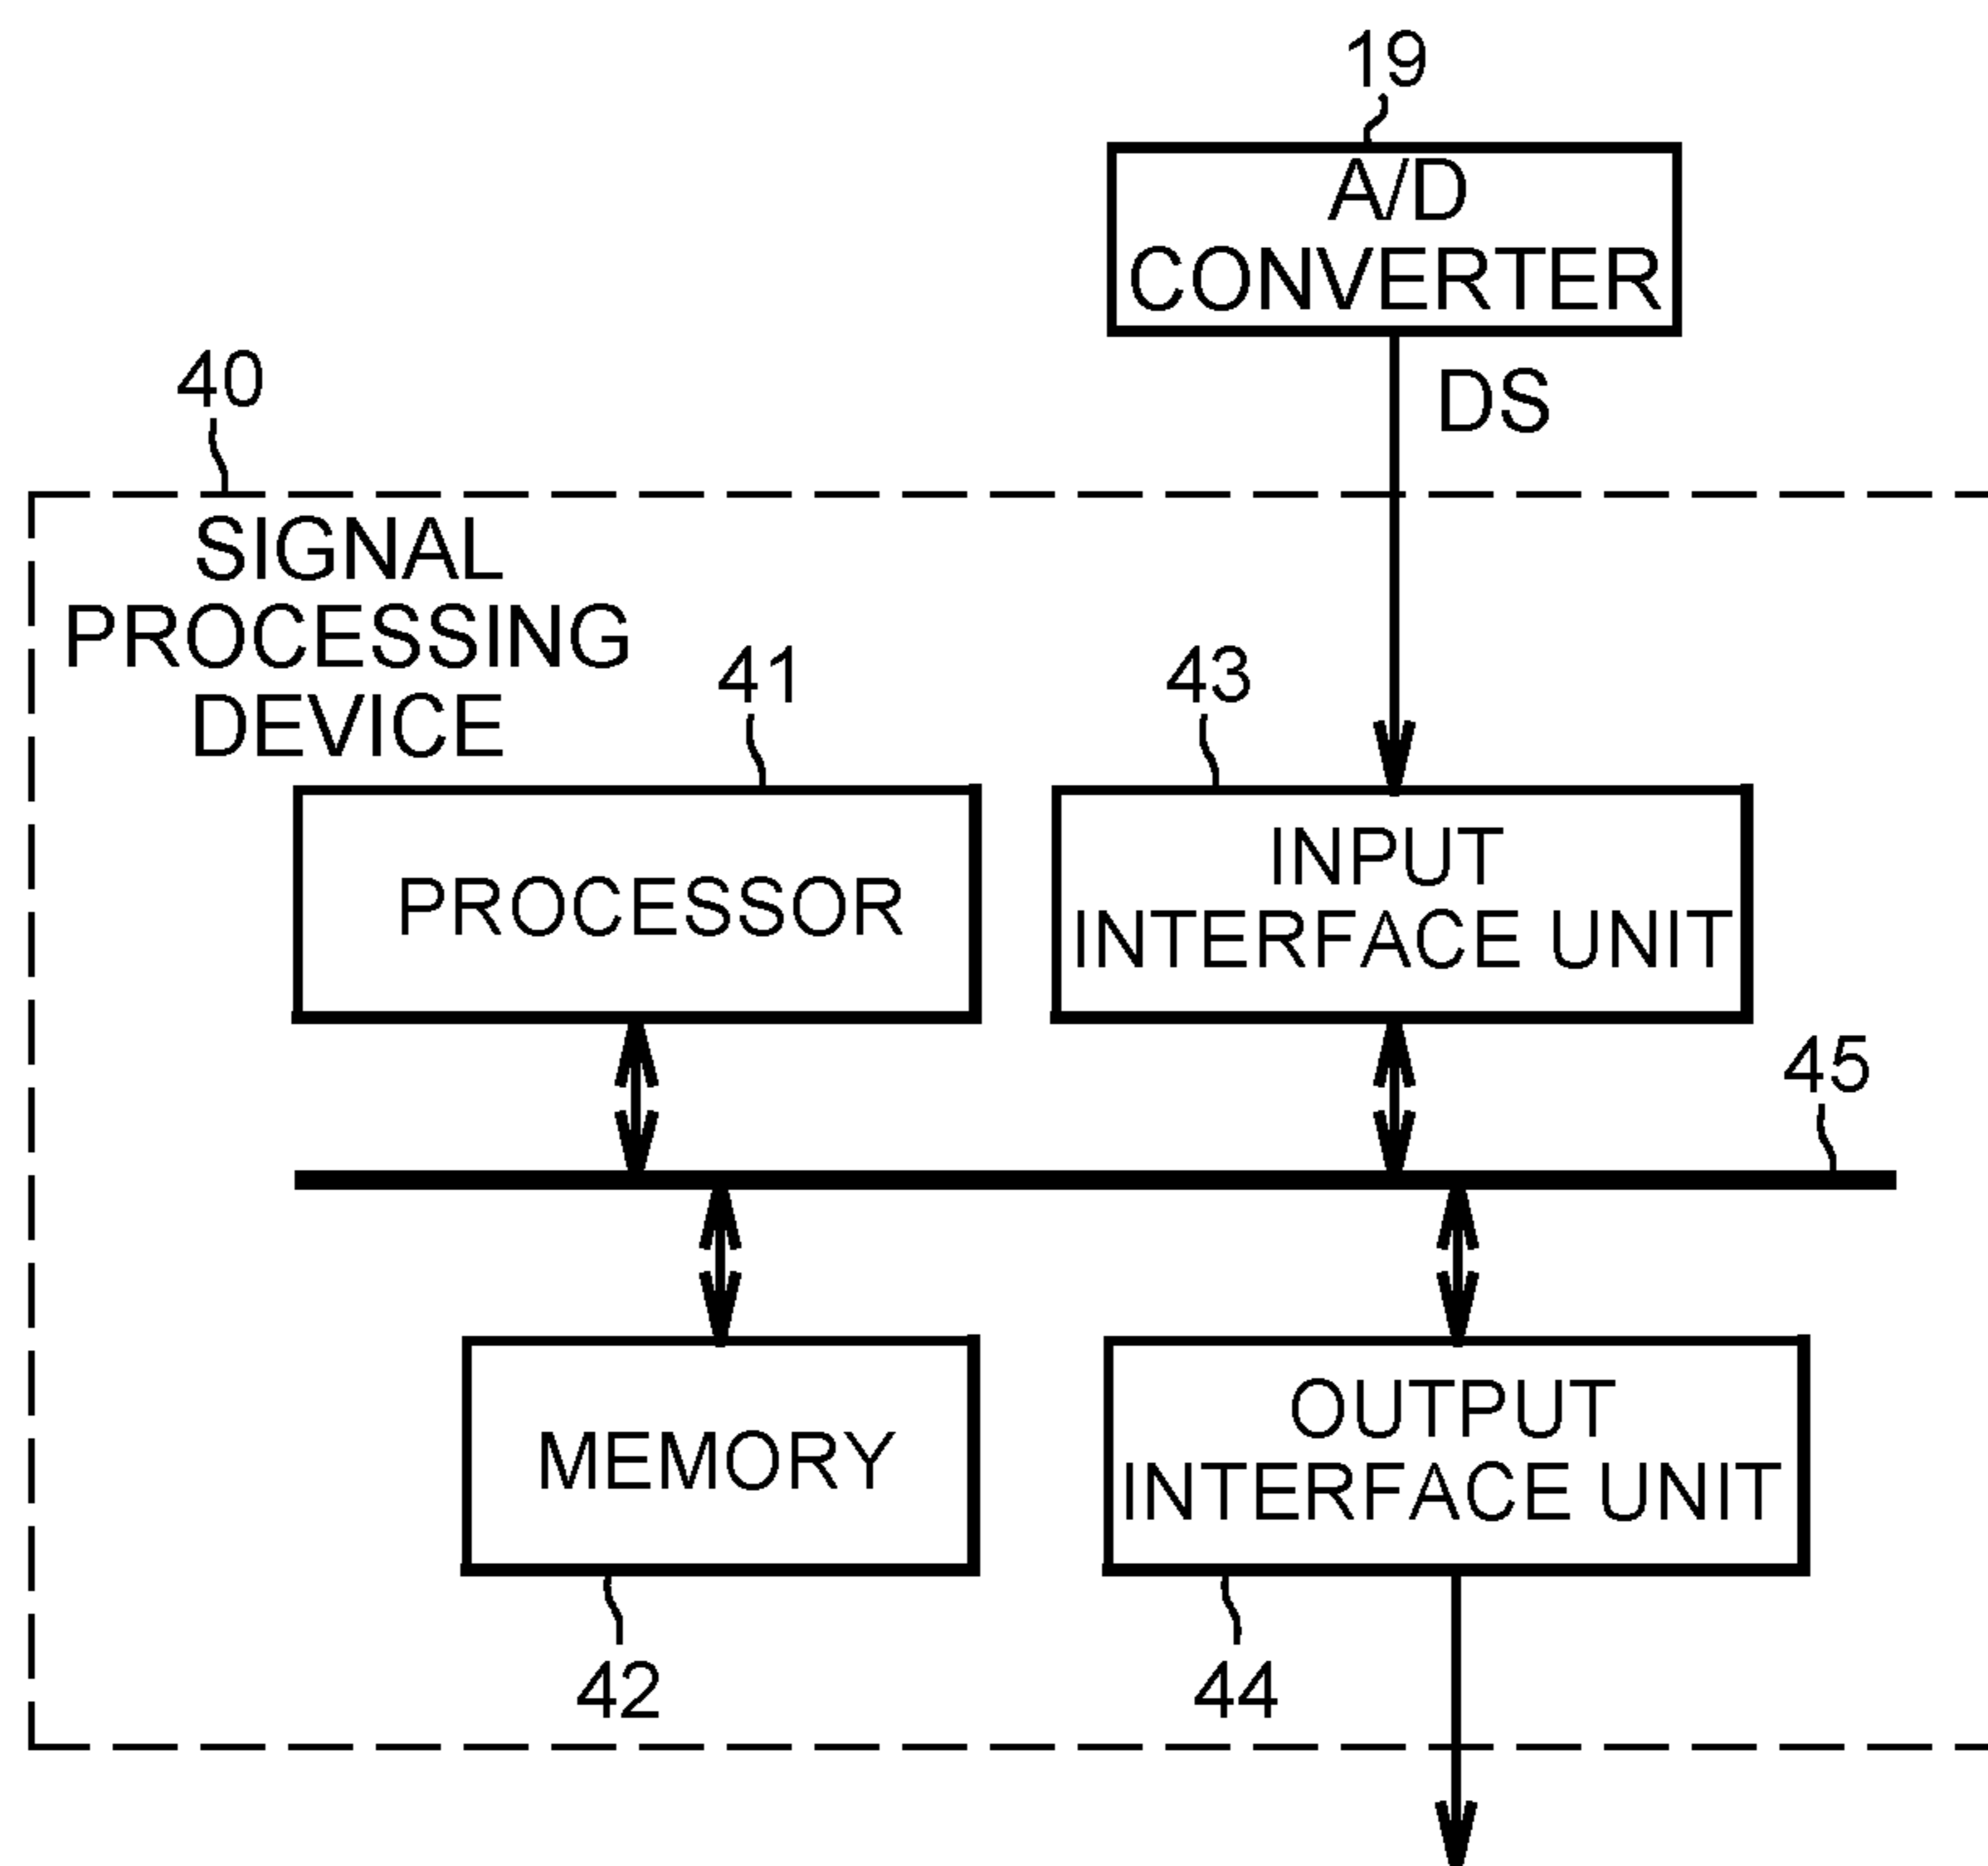 19
A/D
CONVERTER
DS
40
SIGNAL
PROCESSING
DEVICE
41
PROCESSOR
43
INPUT
INTERFACE UNIT
45
MEMORY
42
OUTPUT
INTERFACE UNIT
44